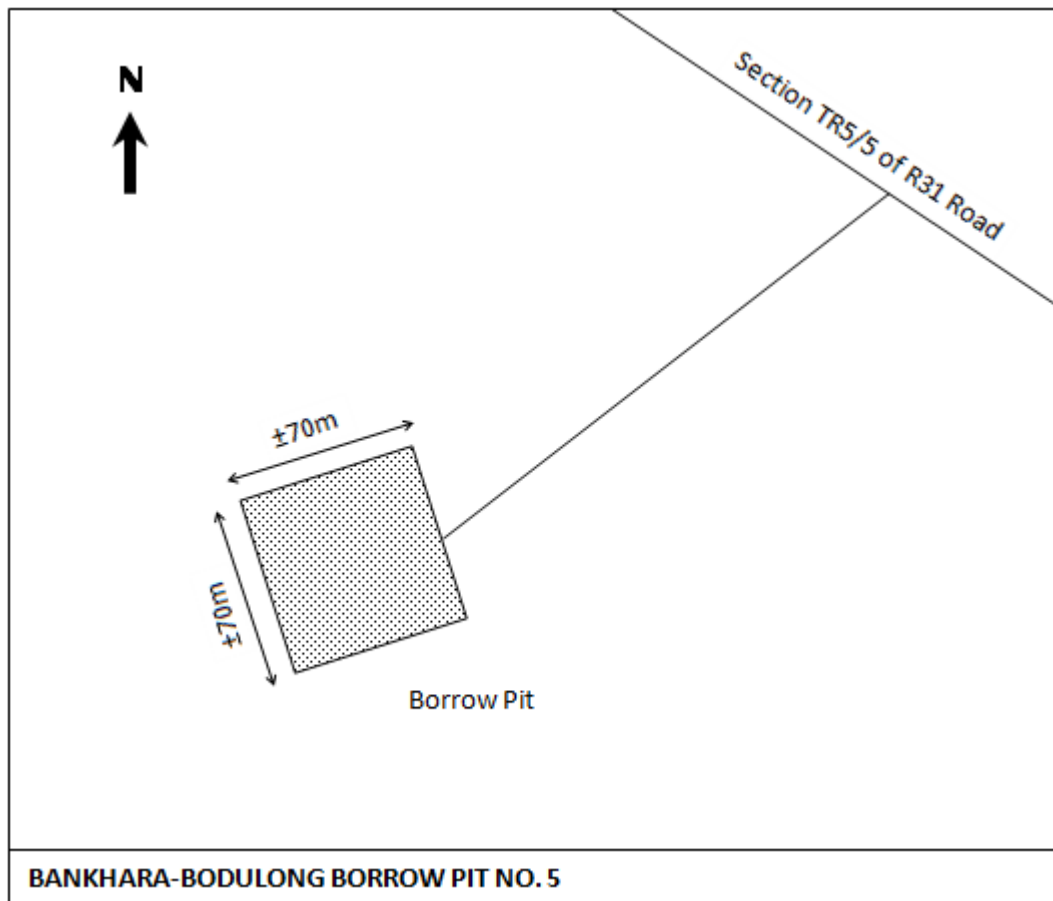 N
Section TR5/5 of R31 Road
±70m
±70m
Borrow Pit
BANKHARA-BODULONG BORROW PIT NO. 5